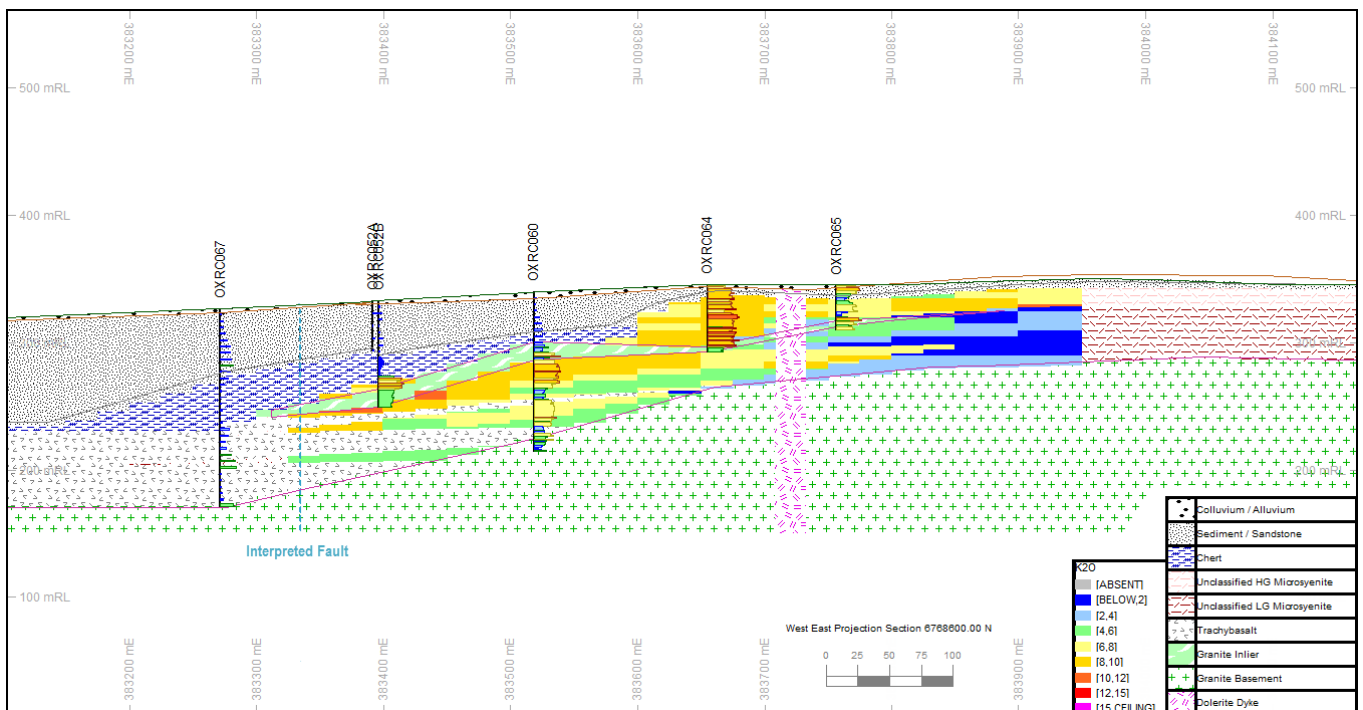 383200 mE
383300 mE
383400 mE
383500 mE
383600 mE
383700 mE
383800 mE
383900 mE
384000 mE
384100 mE
500 mRL
500 mRL
400 mRL
400 mRL
OXRC067
OXRC052B
OXRC060
OXRC064
OXRC065
200 mRL
200 mRL
Interpreted Fault
100 mRL
West East Projection Section 6768600.00 N
0 25 50 75 100
383200 mE
383300 mE
383400 mE
383500 mE
383600 mE
383700 mE
383900 mE
K2O
[ABSENT]
[BELOW,2]
[2,4]
[4,6]
[6,8]
[8,10]
[10,12]
[12,15]
[15,CEILING]
Colluvium / Alluvium
Sediment / Sandstone
Chert
Unclassified HG Microsyenite
Unclassified LG Microsyenite
Trachybasalt
Granite Inlier
Granite Basement
Dolerite Dyke